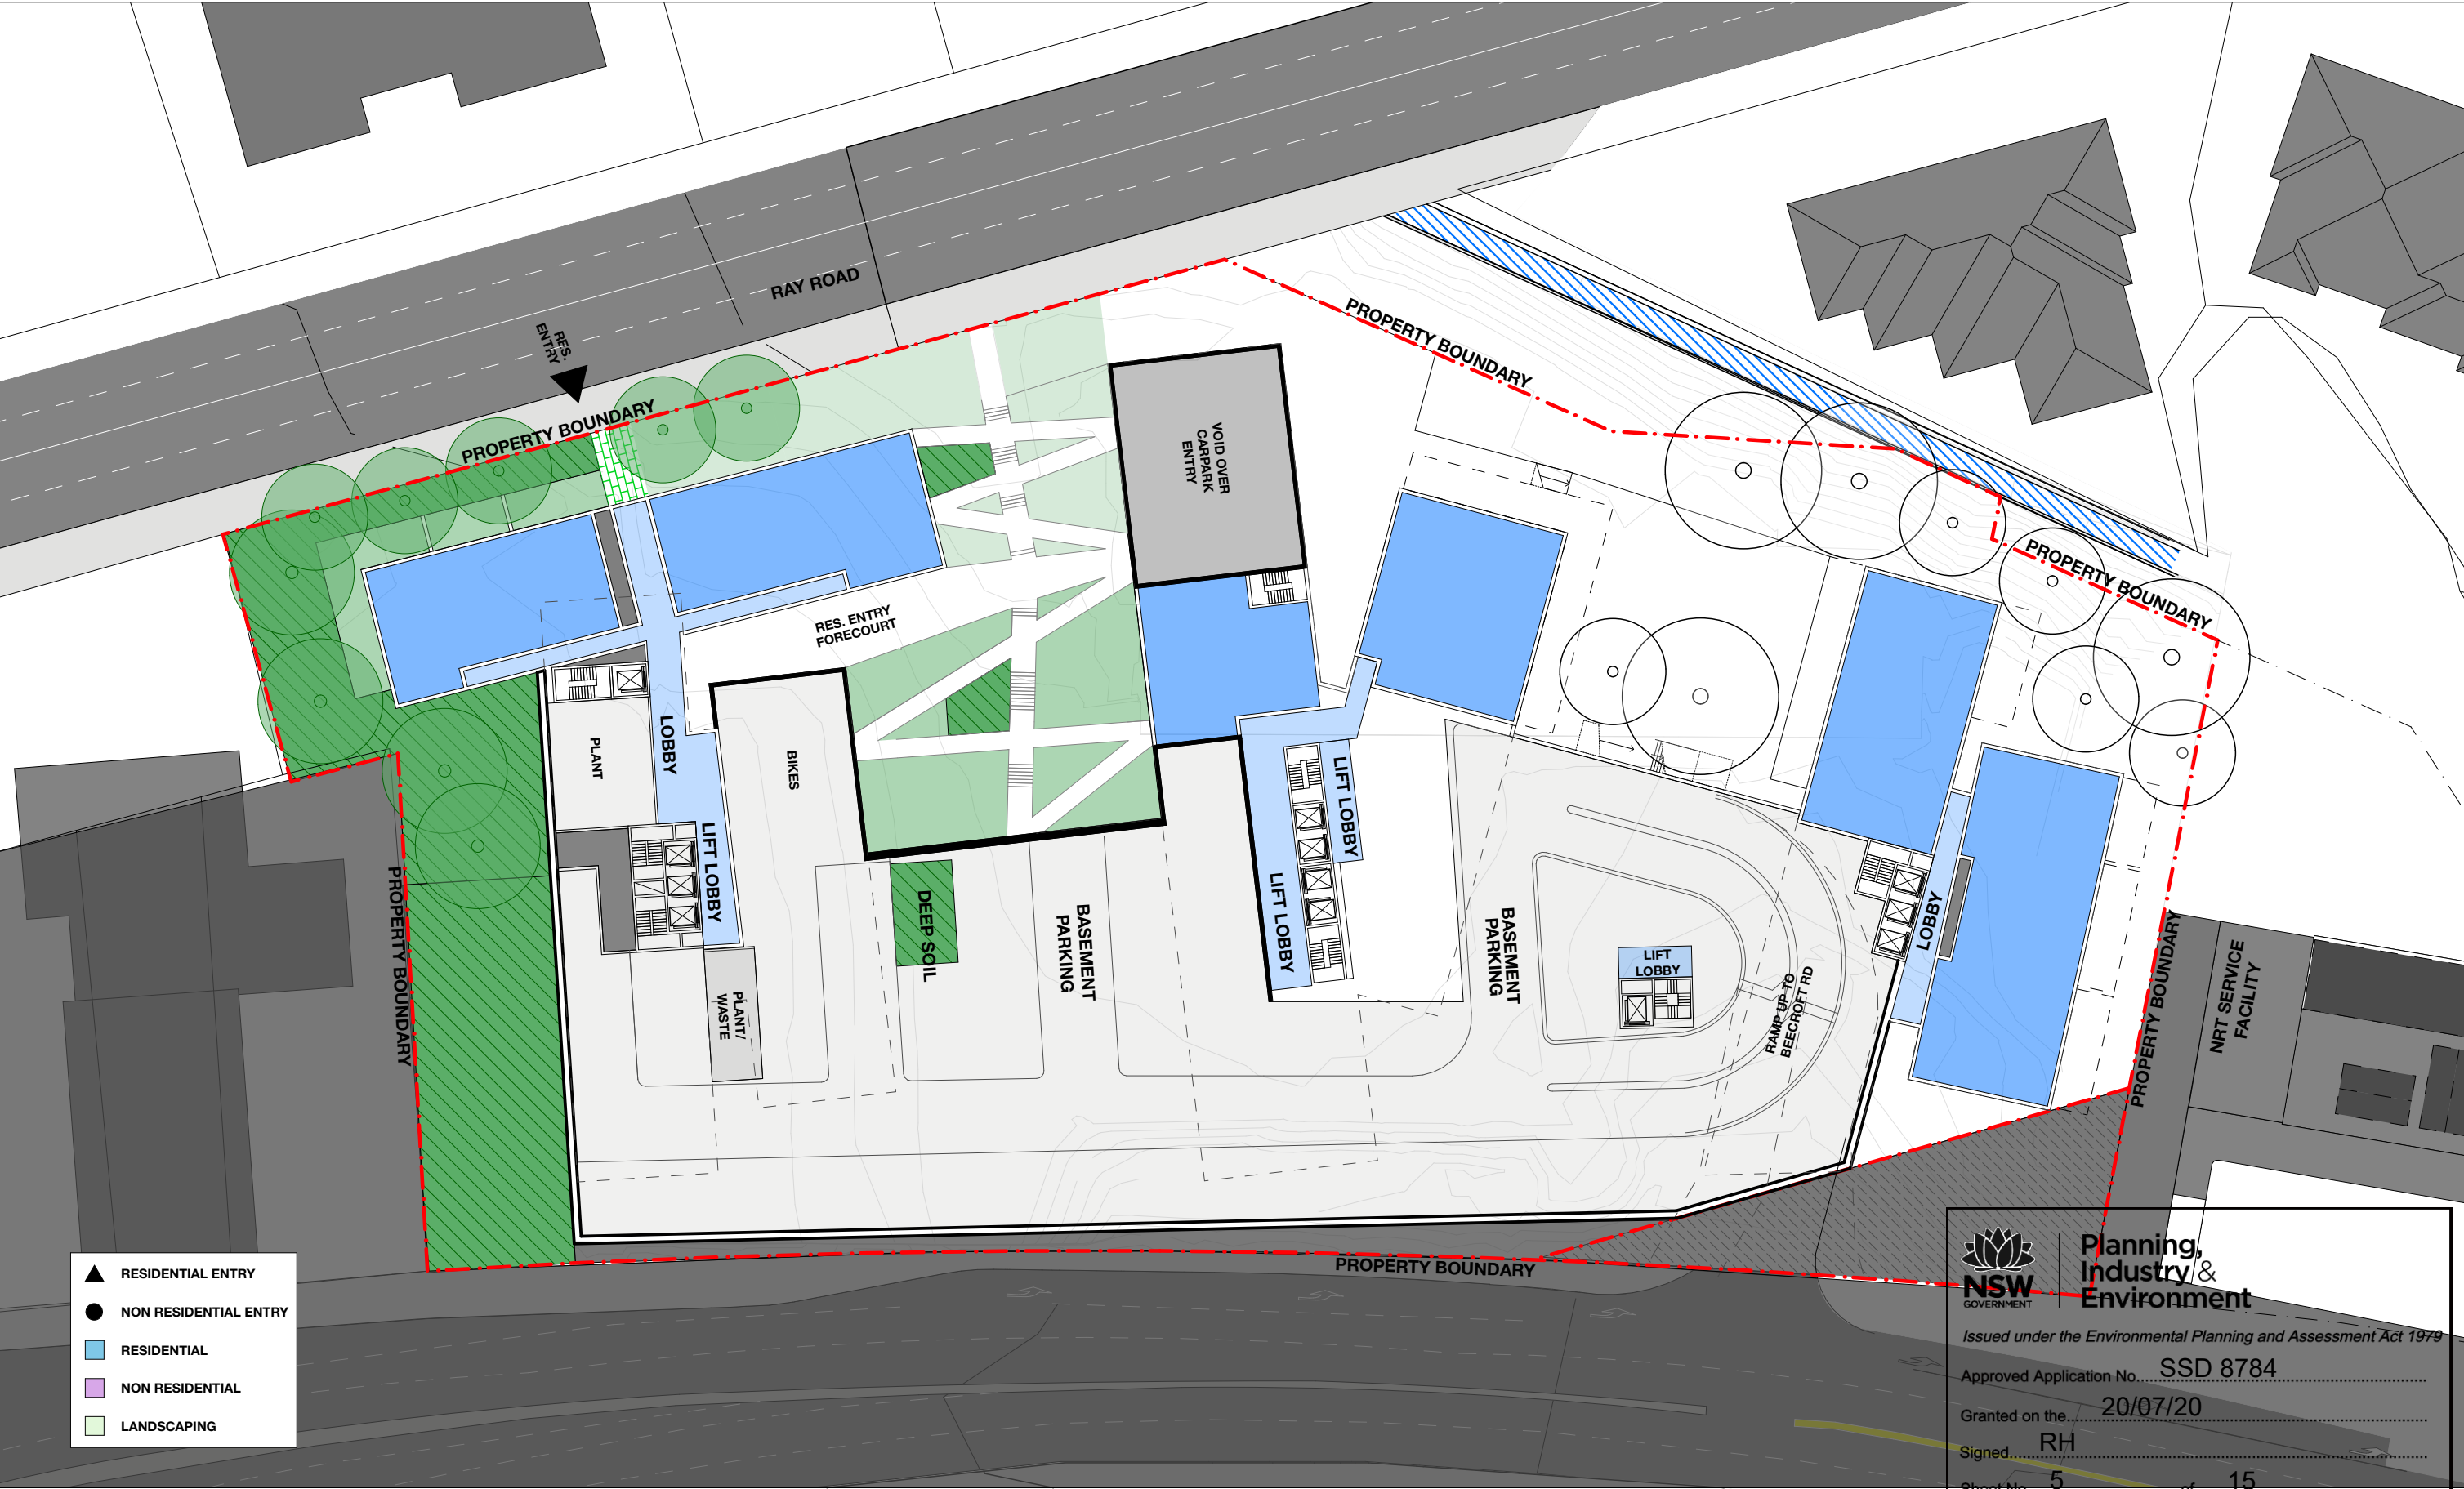 RAY ROAD
RES.
ENTRY
PROPERTY BOUNDARY
PROPERTY BOUNDARY
VOID OVER
CARPARK
ENTRY
PROPERTY BOUNDARY
RES. ENTRY
FORECOURT
PLANT
LOBBY
BIKES
LIFT LOBBY
LIFT LOBBY
LIFT LOBBY
DEEP SOIL
BASEMENT
PARKING
BASEMENT
PARKING
LIFT
LOBBY
RAMP UP TO
BEECROFT RD
LOBBY
PLANT/
WASTE
PROPERTY BOUNDARY
PROPERTY BOUNDARY
NRT SERVICE
FACILITY
PROPERTY BOUNDARY
RESIDENTIAL ENTRY
NON RESIDENTIAL ENTRY
RESIDENTIAL
NON RESIDENTIAL
LANDSCAPING
NSW
GOVERNMENT
Planning,
Industry &
Environment
Issued under the Environmental Planning and Assessment Act 1979
Approved Application No. SSD 8784
Granted on the 20/07/20
Signed RH
Sheet No 5 of 15